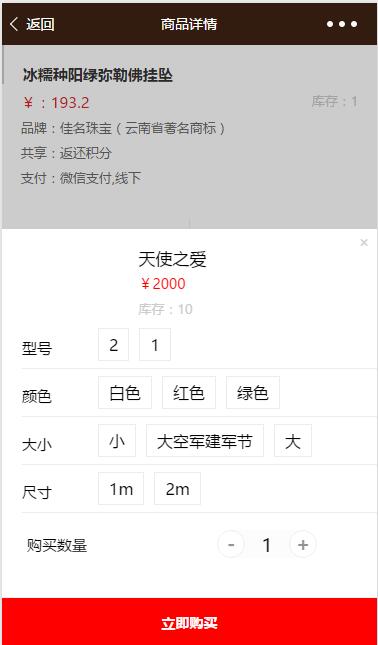 返回 商品详情
冰糯种阳绿弥勒佛挂坠
￥：193.2 库存：1
品牌：佳名珠宝（云南省著名商标）
共享：返还积分
支付：微信支付,线下
×
天使之爱
￥2000
库存：10
型号 2 1
颜色 白色 红色 绿色
大小 小 大空军建军节 大
尺寸 1m 2m
购买数量 - 1 +
立即购买